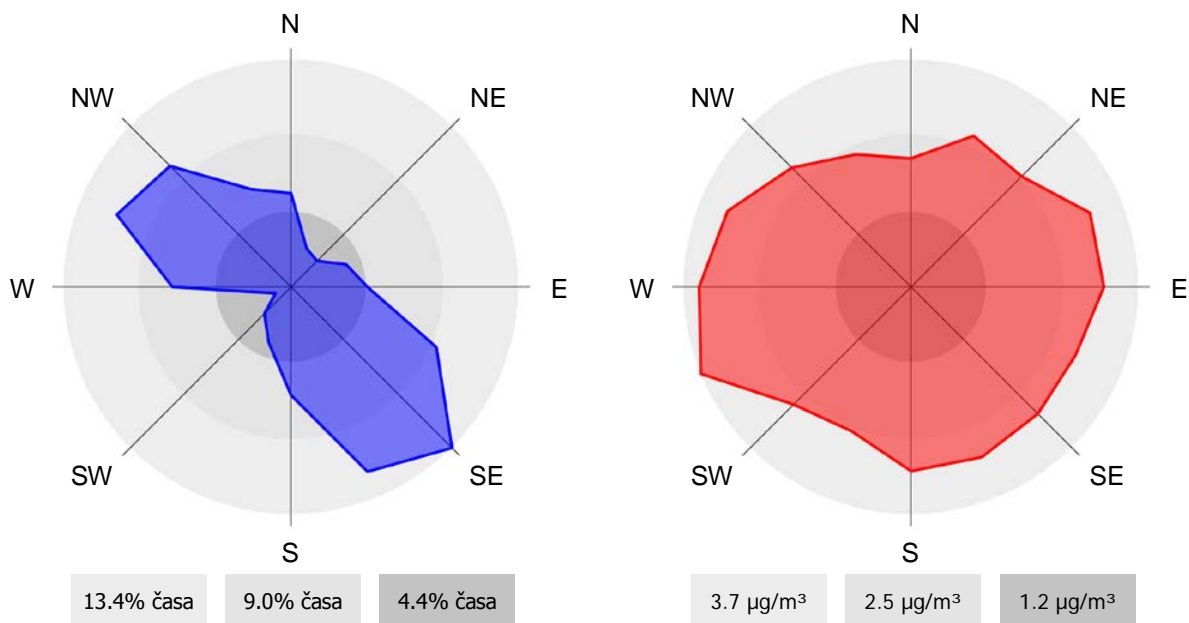 N
NW
NE
W
E
SW
SE
S
13.4% časa
9.0% časa
4.4% časa
N
NW
NE
W
E
SW
SE
S
3.7 µg/m³
2.5 µg/m³
1.2 µg/m³